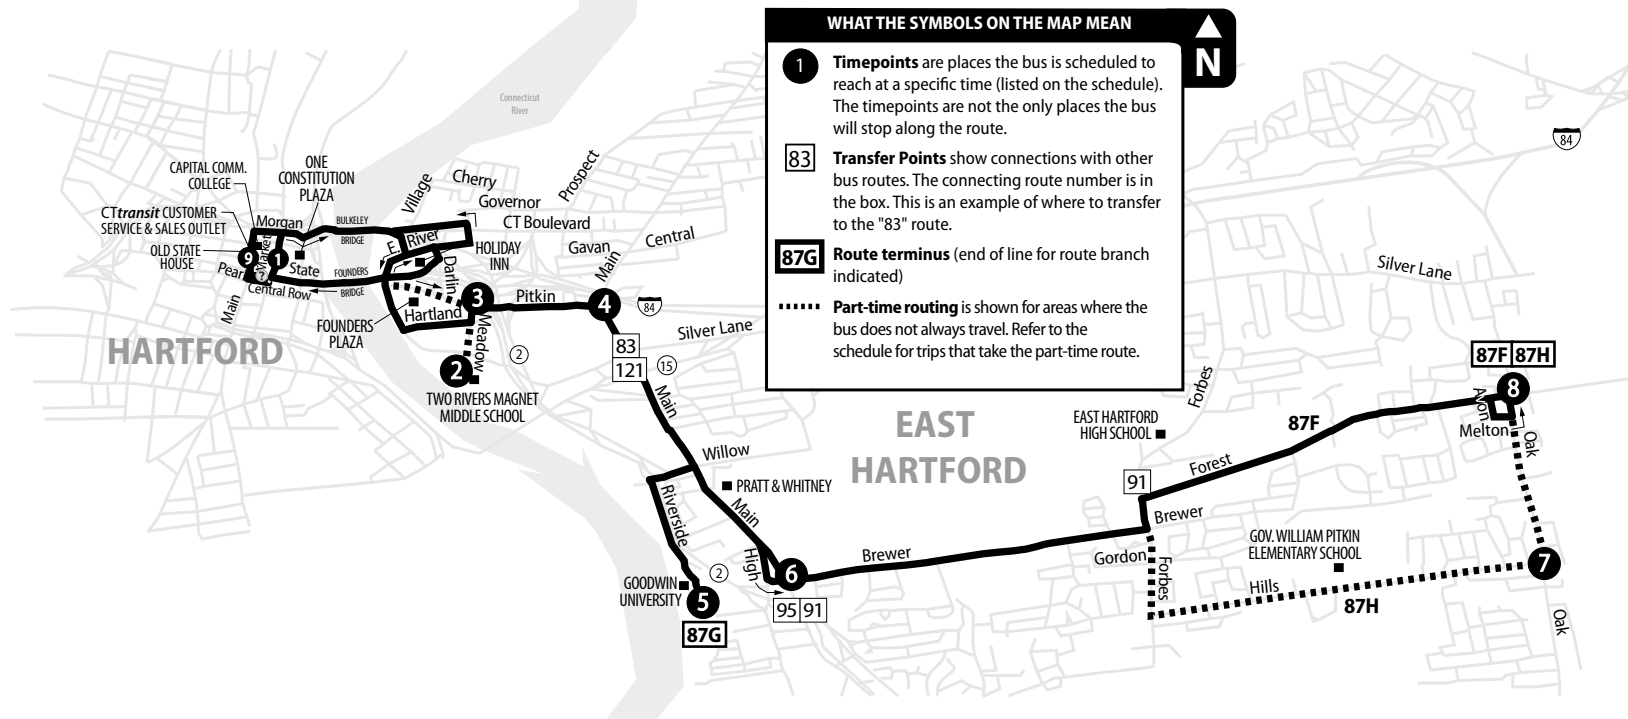 WHAT THE SYMBOLS ON THE MAP MEAN
N
1
Timepoints are places the bus is scheduled to
reach at a specific time (listed on the schedule).
The timepoints are not the only places the bus
will stop along the route.
83
Transfer Points show connections with other
bus routes. The connecting route number is in
the box. This is an example of where to transfer
to the "83" route.
87G
Route terminus (end of line for route branch
indicated)
Part-time routing is shown for areas where the
bus does not always travel. Refer to the
schedule for trips that take the part-time route.
Connecticut
River
84
CAPITAL COMM.
COLLEGE
ONE
CONSTITUTION
PLAZA
CTtransit CUSTOMER
SERVICE & SALES OUTLET
OLD STATE
HOUSE
Morgan
BULKELEY
BRIDGE
Village
Cherry
Governor
Prospect
CT Boulevard
E. River
HOLIDAY
INN
Gavan
Main
Central
9
Market
1
State
Pearl
Central Row
FOUNDERS
BRIDGE
Main
Darlin
3
Pitkin
4
84
Hartland
FOUNDERS
PLAZA
Meadow
Silver Lane
Silver Lane
HARTFORD
2
2
TWO RIVERS MAGNET
MIDDLE SCHOOL
83
121
15
Main
EAST
HARTFORD
Forbes
EAST HARTFORD
HIGH SCHOOL
87F
87F
87H
8
Avon
Melton
Oak
Willow
PRATT & WHITNEY
Riverside
Main
91
Forest
Brewer
Brewer
High
6
95
91
2
GOODWIN
UNIVERSITY
5
87G
Gordon
Forbes
GOV. WILLIAM PITKIN
ELEMENTARY SCHOOL
Hills
87H
7
Oak